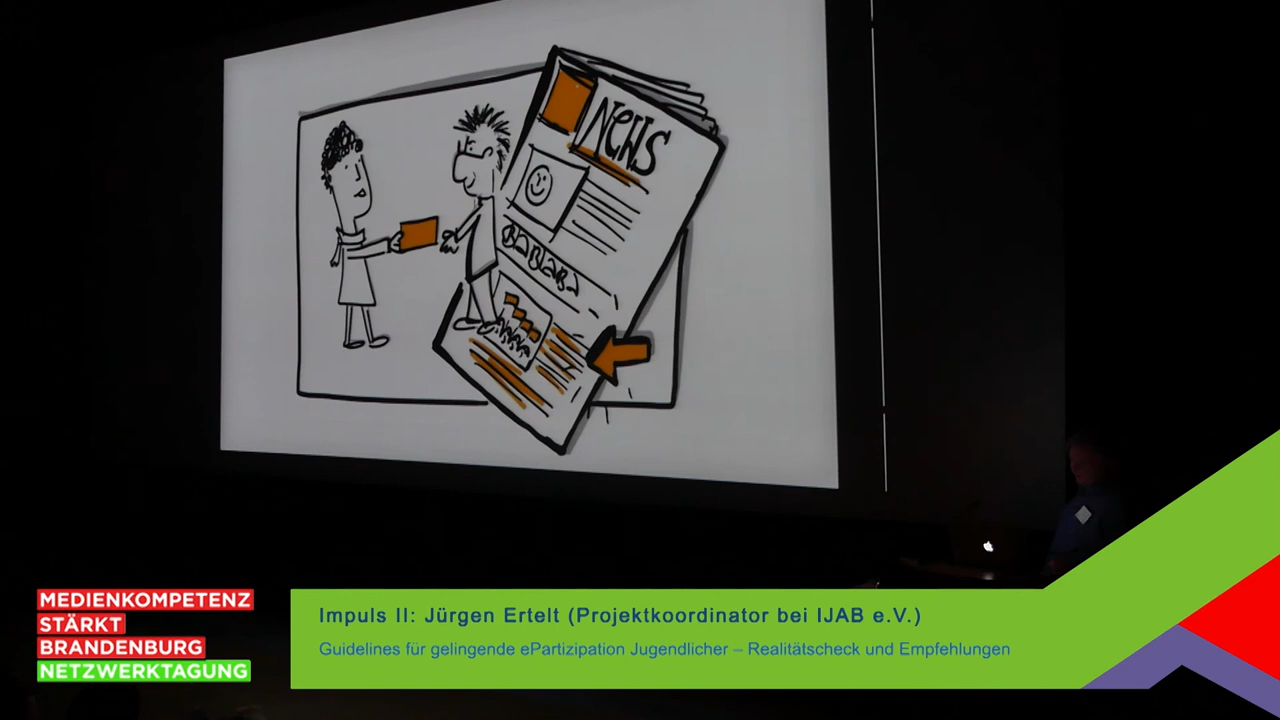 News
BLABLABLA
MEDIENKOMPETENZ
STÄRKT
BRANDENBURG
NETZWERKTAGUNG
Impuls II: Jürgen Ertelt (Projektkoordinator bei IJAB e.V.)
Guidelines für gelingende ePartizipation Jugendlicher – Realitätscheck und Empfehlungen